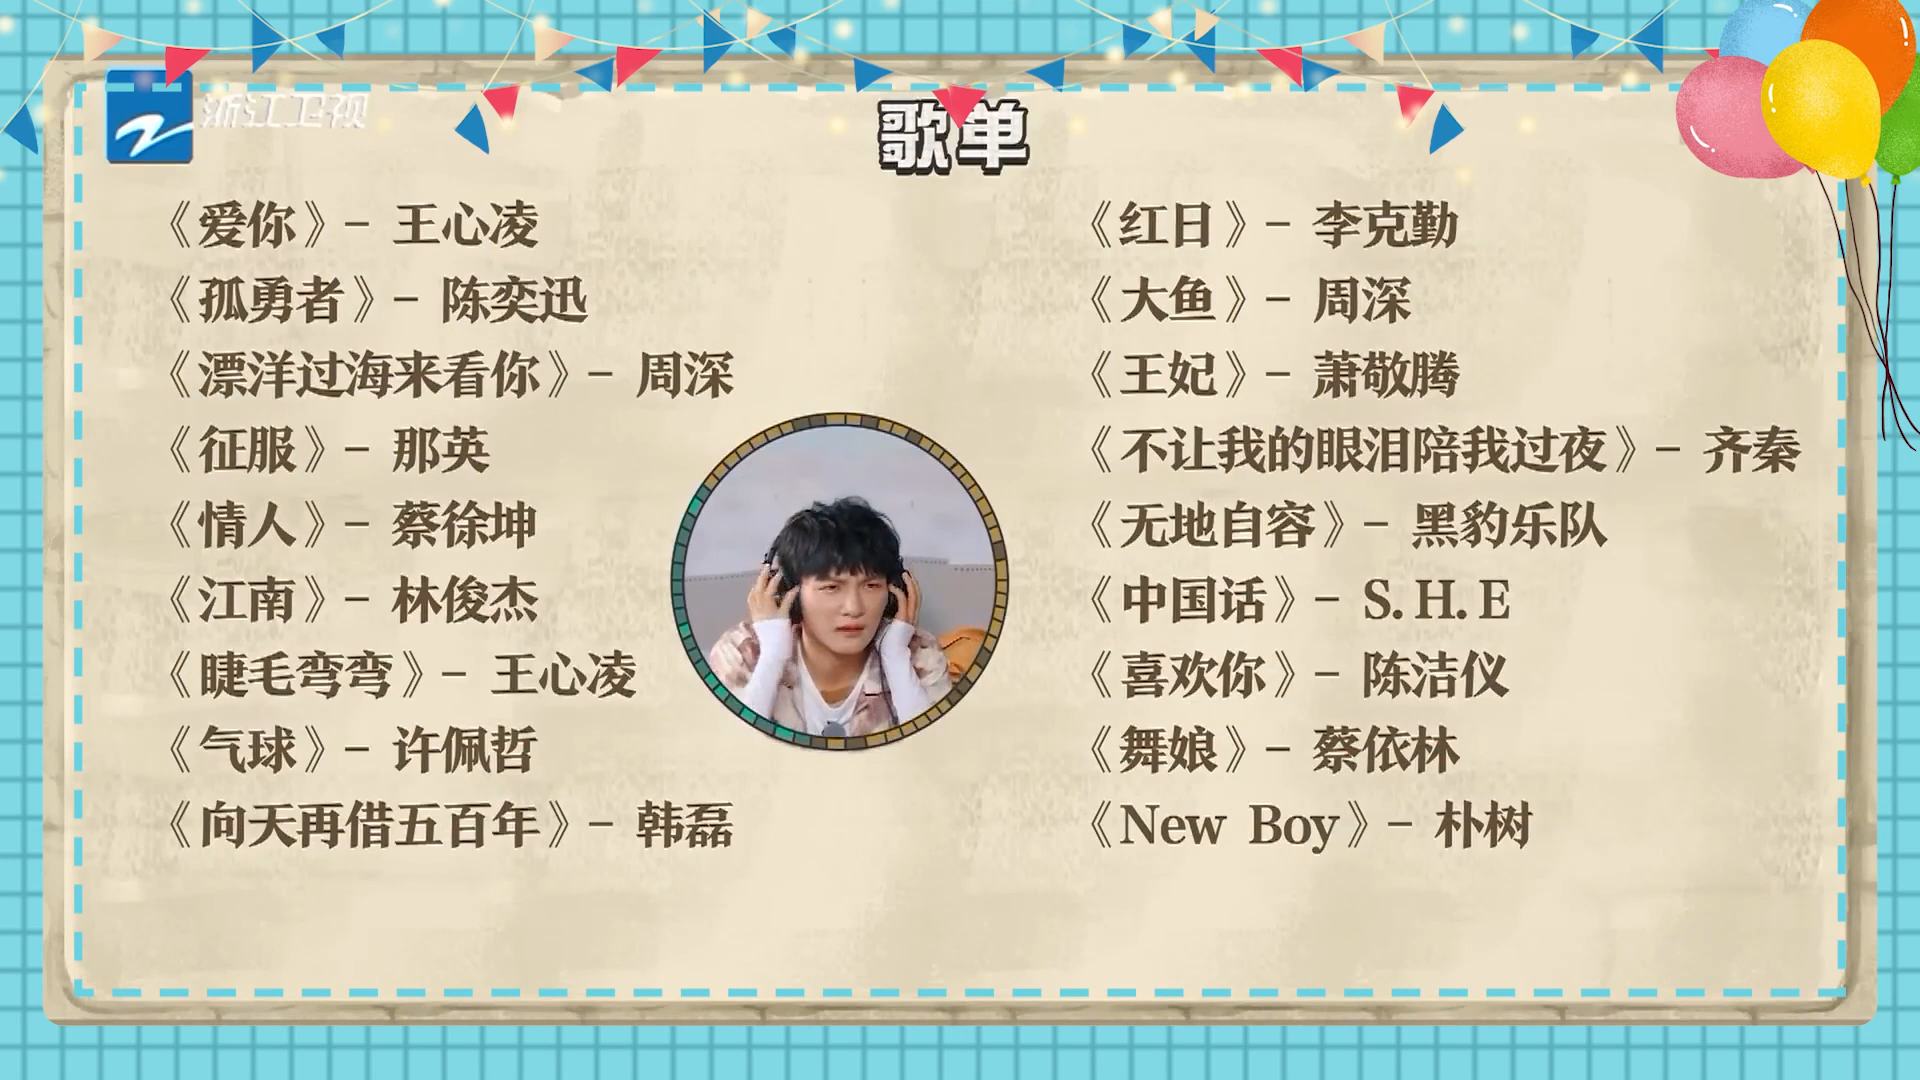 浙江卫视
歌单
《爱你》- 王心凌
《孤勇者》- 陈奕迅
《漂洋过海来看你》- 周深
《征服》- 那英
《情人》- 蔡徐坤
《江南》- 林俊杰
《睫毛弯弯》- 王心凌
《气球》- 许佩哲
《向天再借五百年》- 韩磊
《红日》- 李克勤
《大鱼》- 周深
《王妃》- 萧敬腾
《不让我的眼泪陪我过夜》- 齐秦
《无地自容》- 黑豹乐队
《中国话》- S.H.E
《喜欢你》- 陈洁仪
《舞娘》- 蔡依林
《New Boy》- 朴树